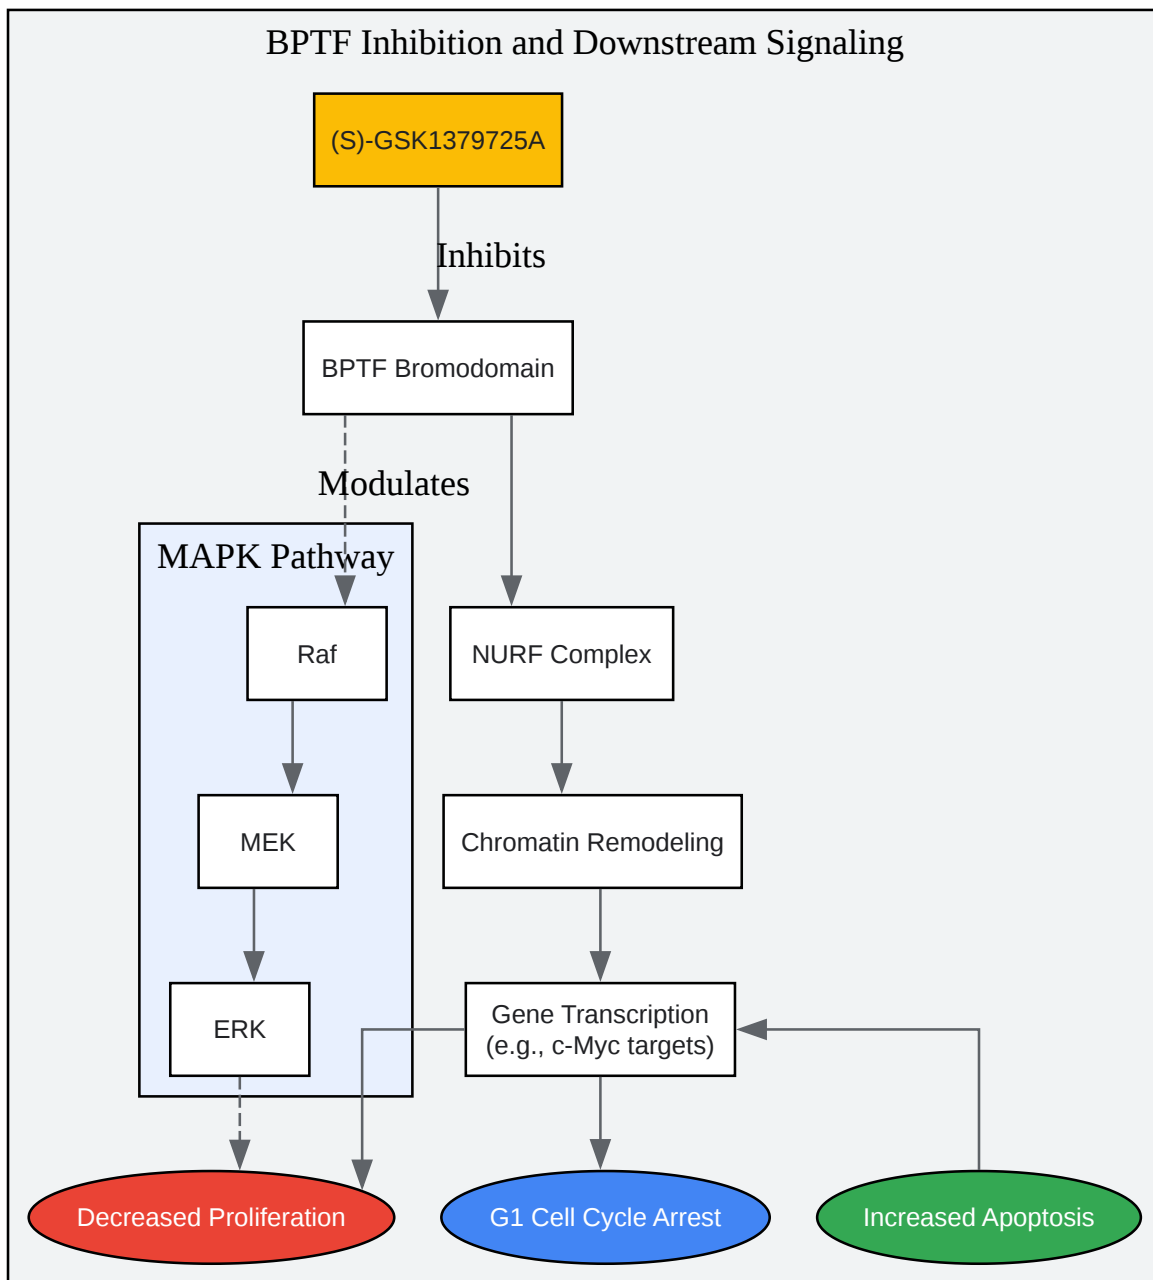 BPTF Inhibition and Downstream Signaling
(S)-GSK1379725A
Inhibits
BPTF Bromodomain
Modulates
MAPK Pathway
Raf
NURF Complex
MEK
Chromatin Remodeling
ERK
Gene Transcription
(e.g., c-Myc targets)
Decreased Proliferation
G1 Cell Cycle Arrest
Increased Apoptosis